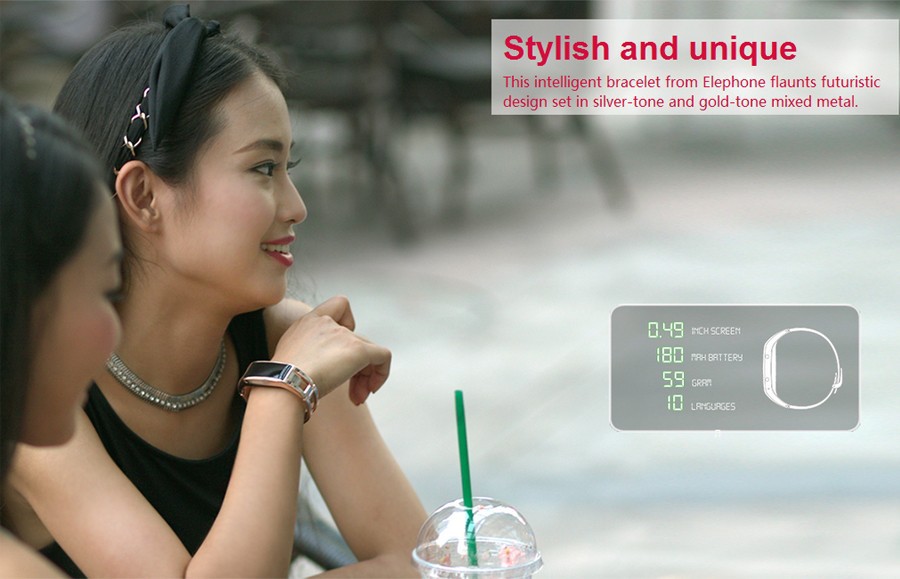 Stylish and unique
This intelligent bracelet from Elephone flaunts futuristic
design set in silver-tone and gold-tone mixed metal.
0.49 INCH SCREEN
180 MAH BATTERY
59 GRAM
10 LANGUAGES